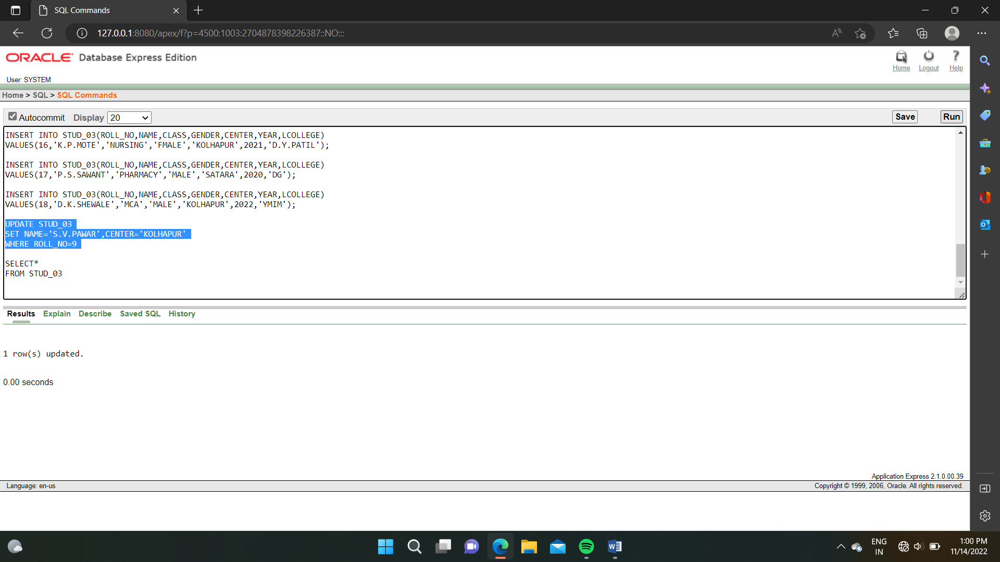 SQL Commands
127.0.0.1:8080/apex/f?p=4500:1003:2704878398226387::NO:::
ORACLE Database Express Edition
Home Logout Help
User: SYSTEM
Home > SQL > SQL Commands
Autocommit Display 20 Save Run
INSERT INTO STUD_03(ROLL_NO,NAME,CLASS,GENDER,CENTER,YEAR,LCOLLEGE)
VALUES(16,'K.P.MOTE','NURSING','FMALE','KOLHAPUR',2021,'D.Y.PATIL');
INSERT INTO STUD_03(ROLL_NO,NAME,CLASS,GENDER,CENTER,YEAR,LCOLLEGE)
VALUES(17,'P.S.SAWANT','PHARMACY','MALE','SATARA',2020,'DG');
INSERT INTO STUD_03(ROLL_NO,NAME,CLASS,GENDER,CENTER,YEAR,LCOLLEGE)
VALUES(18,'D.K.SHEWALE','MCA','MALE','KOLHAPUR',2022,'YMIM');
UPDATE STUD_03
SET NAME='S.V.PAWAR',CENTER='KOLHAPUR'
WHERE ROLL_NO=9
SELECT*
FROM STUD_03
Results Explain Describe Saved SQL History
1 row(s) updated.
0.00 seconds
Application Express 2.1.0.00.39
Language: en-us Copyright © 1999, 2006, Oracle. All rights reserved.
ENG
IN
1:00 PM
11/14/2022